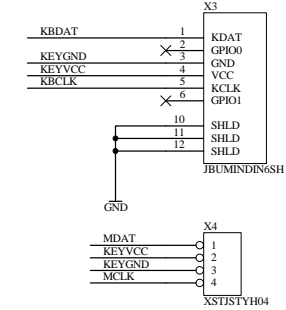 X3
KBDAT 1 KDAT
2 GPIO0
KEYGND 3 GND
KEYVCC 4 VCC
KBCLK 5 KCLK
6 GPIO1
10 SHLD
11 SHLD
12 SHLD
JBUMINDIN6SH
GND
X4
MDAT 1
KEYVCC 2
KEYGND 3
MCLK 4
XSTJSTYH04